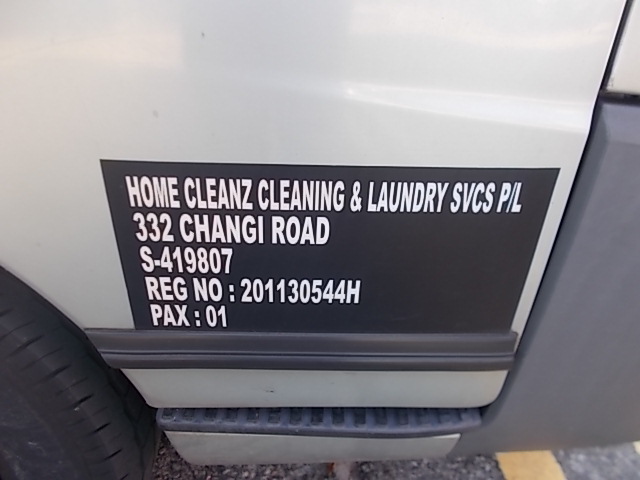 HOME CLEANZ CLEANING & LAUNDRY SVCS P/L
332 CHANGI ROAD
S-419807
REG NO : 201130544H
PAX : 01